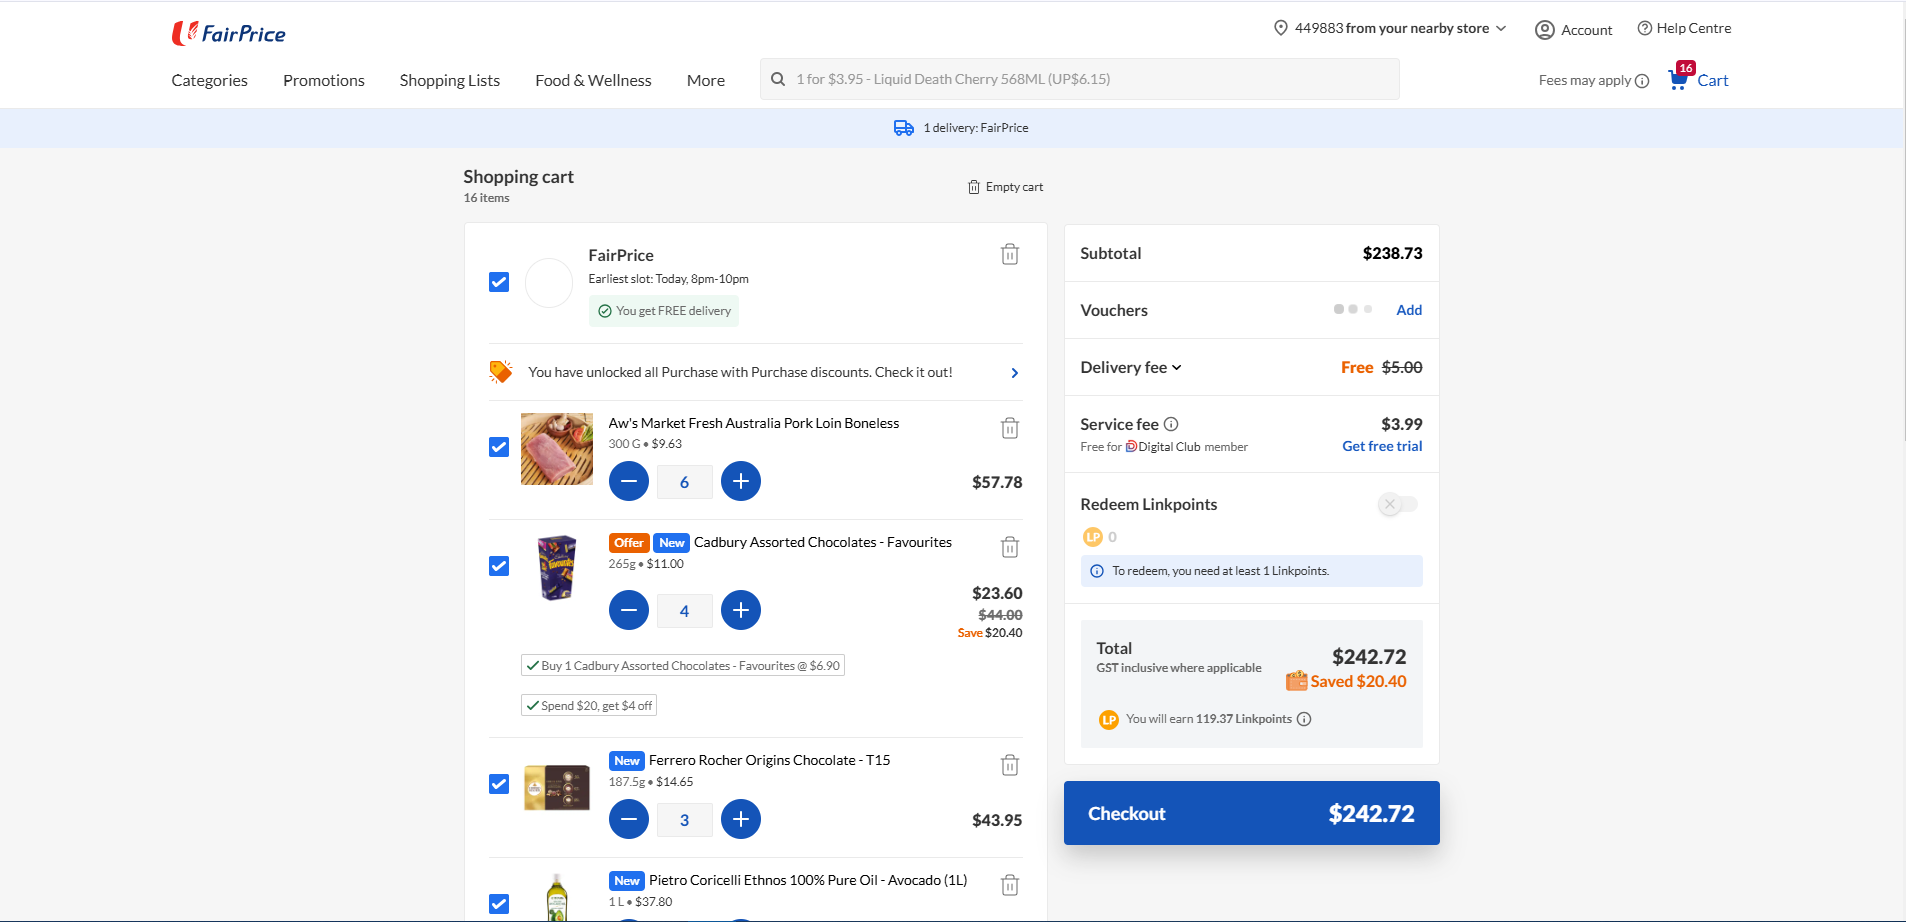 FairPrice
449883 from your nearby store
Account
Help Centre
Categories
Promotions
Shopping Lists
Food & Wellness
More
1 for $3.95 - Liquid Death Cherry 568ML (UP$6.15)
Fees may apply
16
Cart
1 delivery: FairPrice
Shopping cart
16 items
Empty cart
FairPrice
Earliest slot: Today, 8pm-10pm
You get FREE delivery
You have unlocked all Purchase with Purchase discounts. Check it out!
Aw's Market Fresh Australia Pork Loin Boneless
300 G • $9.63
6
$57.78
Offer New Cadbury Assorted Chocolates - Favourites
265g • $11.00
4
$23.60
$44.00
Save $20.40
Buy 1 Cadbury Assorted Chocolates - Favourites @ $6.90
Spend $20, get $4 off
New Ferrero Rocher Origins Chocolate - T15
187.5g • $14.65
3
$43.95
New Pietro Coricelli Ethnos 100% Pure Oil - Avocado (1L)
1 L • $37.80
Subtotal $238.73
Vouchers Add
Delivery fee Free $5.00
Service fee $3.99
Free for Digital Club member Get free trial
Redeem Linkpoints
LP 0
To redeem, you need at least 1 Linkpoints.
Total $242.72
GST inclusive where applicable
Saved $20.40
LP You will earn 119.37 Linkpoints
Checkout $242.72